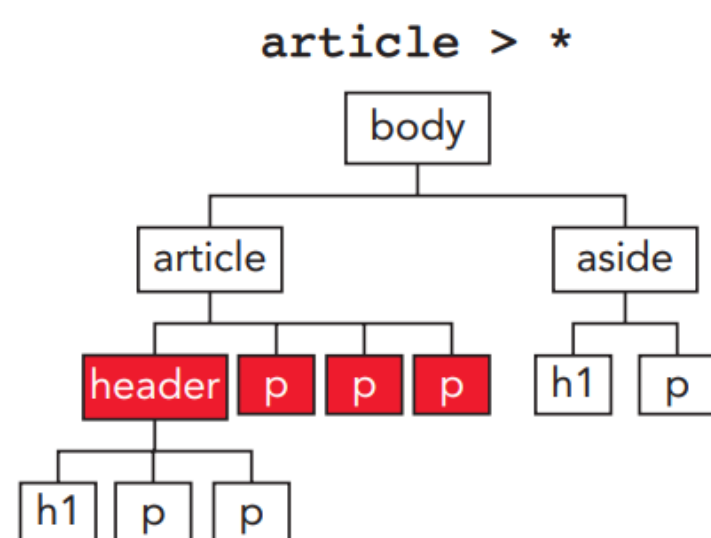 article > *
body
article aside
header p p p h1 p
h1 p p